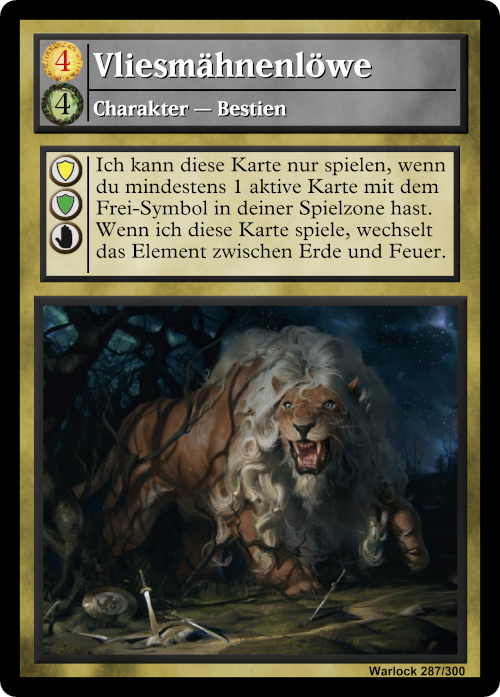 4
Vliesmähnenlöwe
4
Charakter — Bestien
Ich kann diese Karte nur spielen, wenn
du mindestens 1 aktive Karte mit dem
Frei-Symbol in deiner Spielzone hast.
Wenn ich diese Karte spiele, wechselt
das Element zwischen Erde und Feuer.
Warlock 287/300